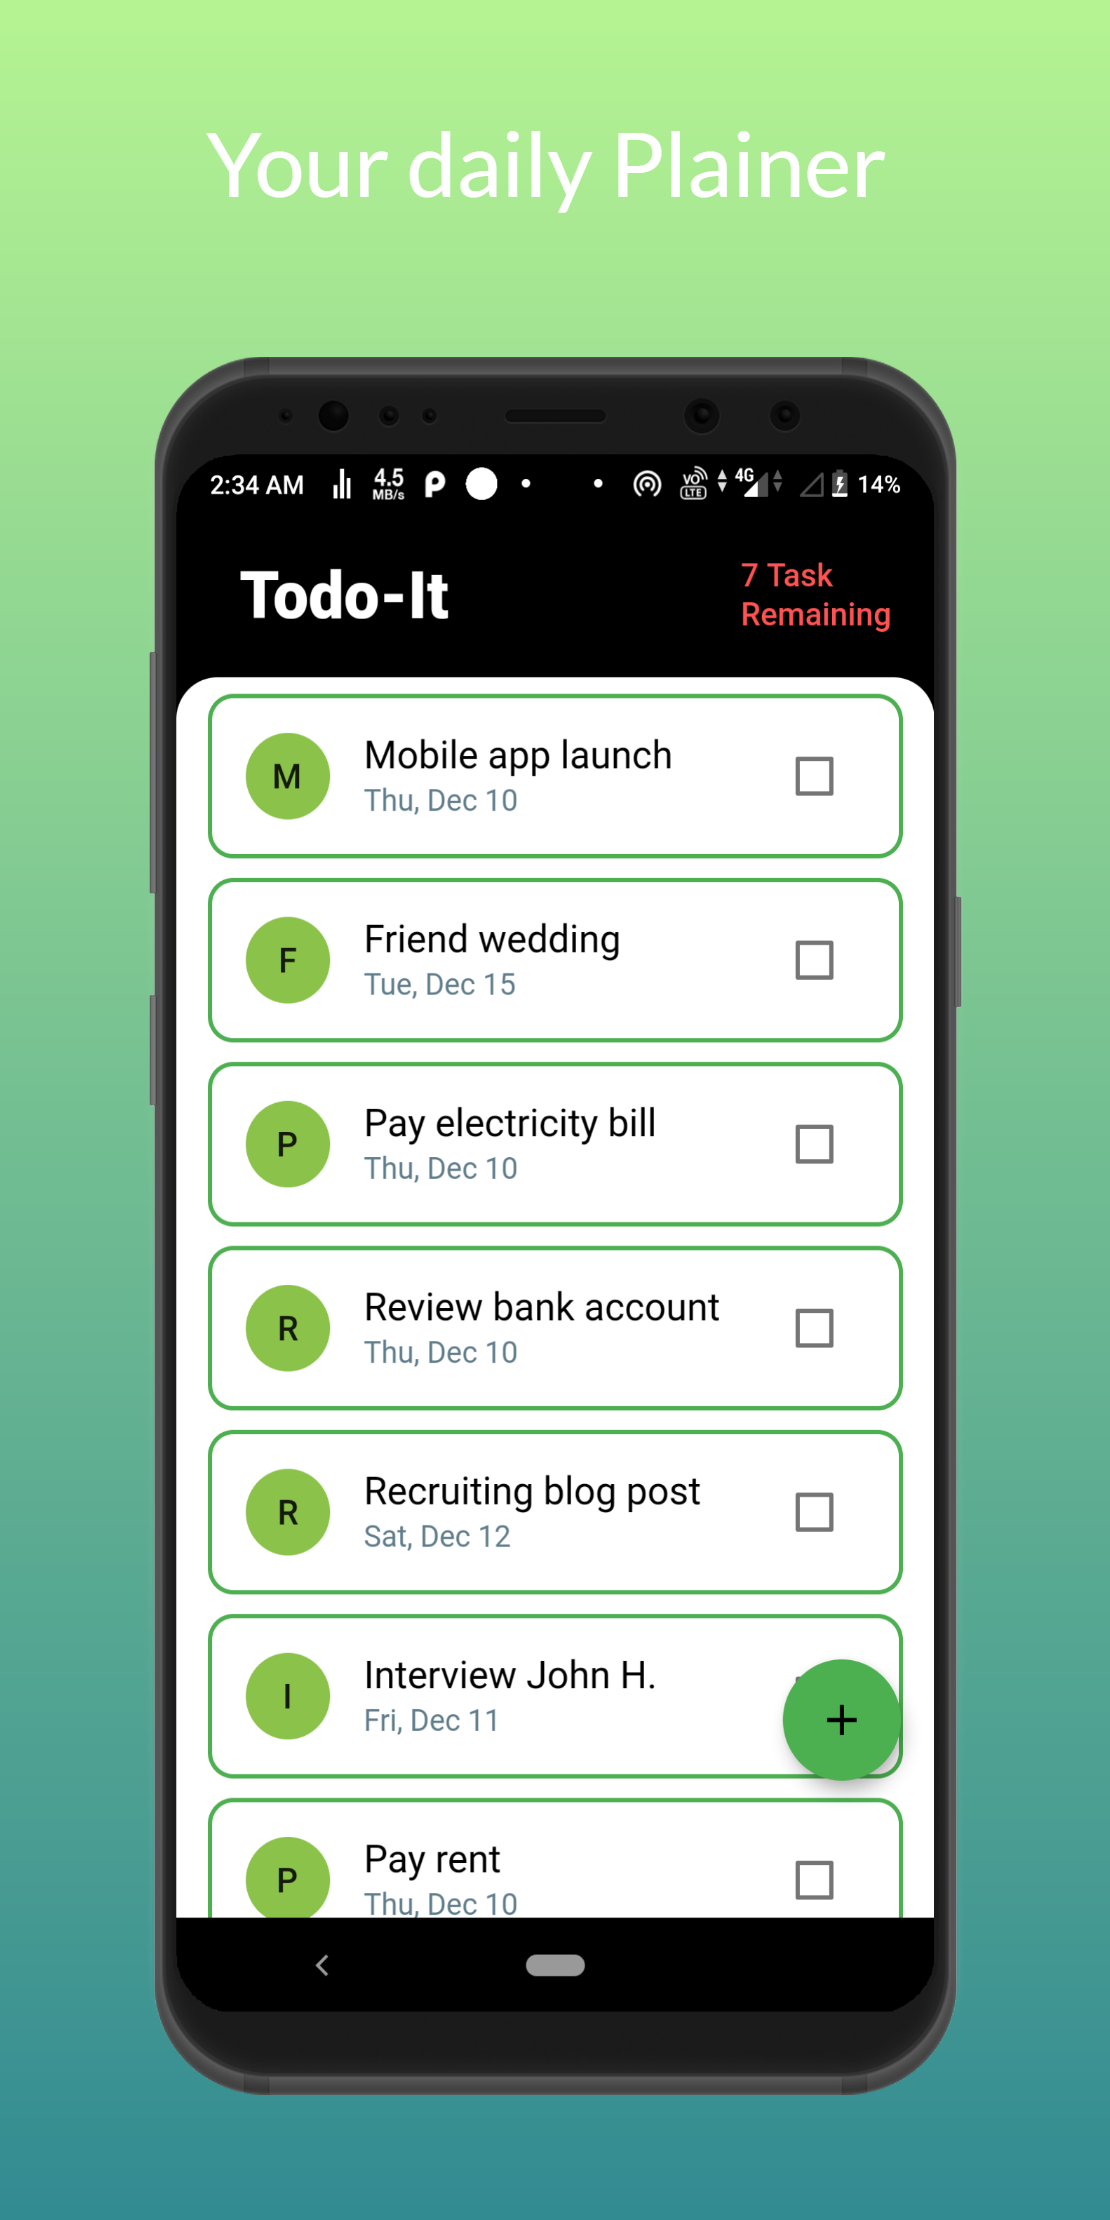 Your daily Plainer
2:34 AM 4.5 MB/s VO LTE 4G 14%
Todo-It
7 Task
Remaining
M
Mobile app launch
Thu, Dec 10
F
Friend wedding
Tue, Dec 15
P
Pay electricity bill
Thu, Dec 10
R
Review bank account
Thu, Dec 10
R
Recruiting blog post
Sat, Dec 12
I
Interview John H.
Fri, Dec 11
+
P
Pay rent
Thu, Dec 10